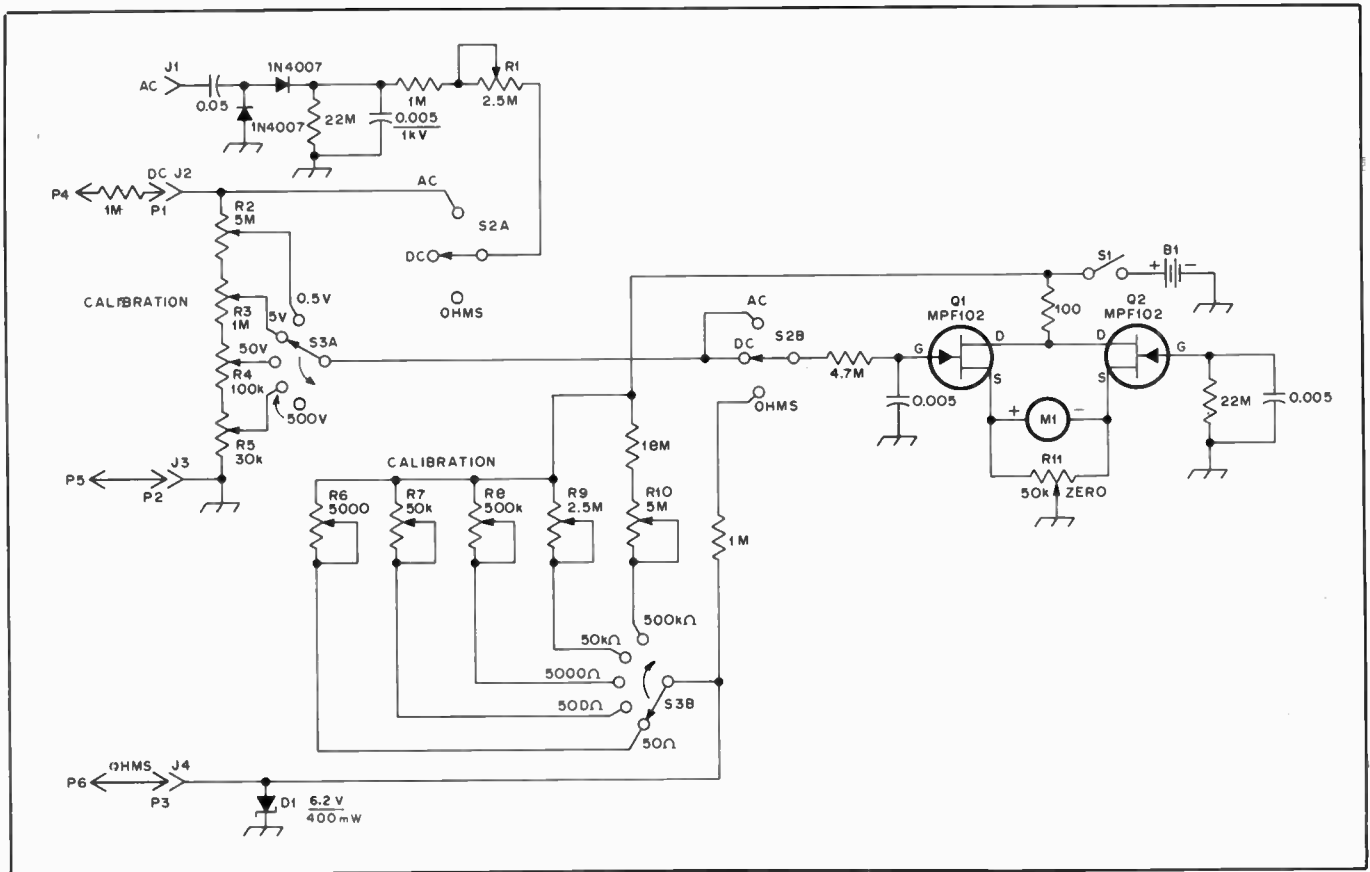 J1
AC
0.05
1N4007
1N4007
22M
0.005
1kV
1M
R1
2.5M
P4
1M
DC J2
P1
AC
S2A
DC
OHMS
R2
5M
CALIBRATION
R3
1M
0.5V
5V
S3A
50V
R4
100k
500V
R5
30k
P5
J3
P2
AC
DC
S2B
OHMS
4.7M
0.005
S1
B1
+ -
100
Q1
MPF102
Q2
MPF102
G
D
S
D
G
S
+ M1 -
22M
0.005
R11
50k ZERO
CALIBRATION
18M
R6
5000
R7
50k
R8
500k
R9
2.5M
R10
5M
1M
500kΩ
50kΩ
5000Ω
500Ω
S3B
50Ω
P6
OHMS J4
P3
D1
6.2 V
400mW